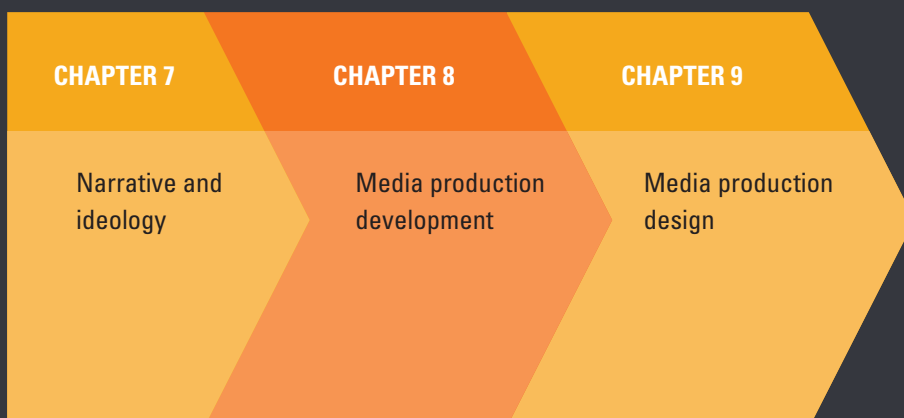 CHAPTER 7
Narrative and
ideology
CHAPTER 8
Media production
development
CHAPTER 9
Media production
design